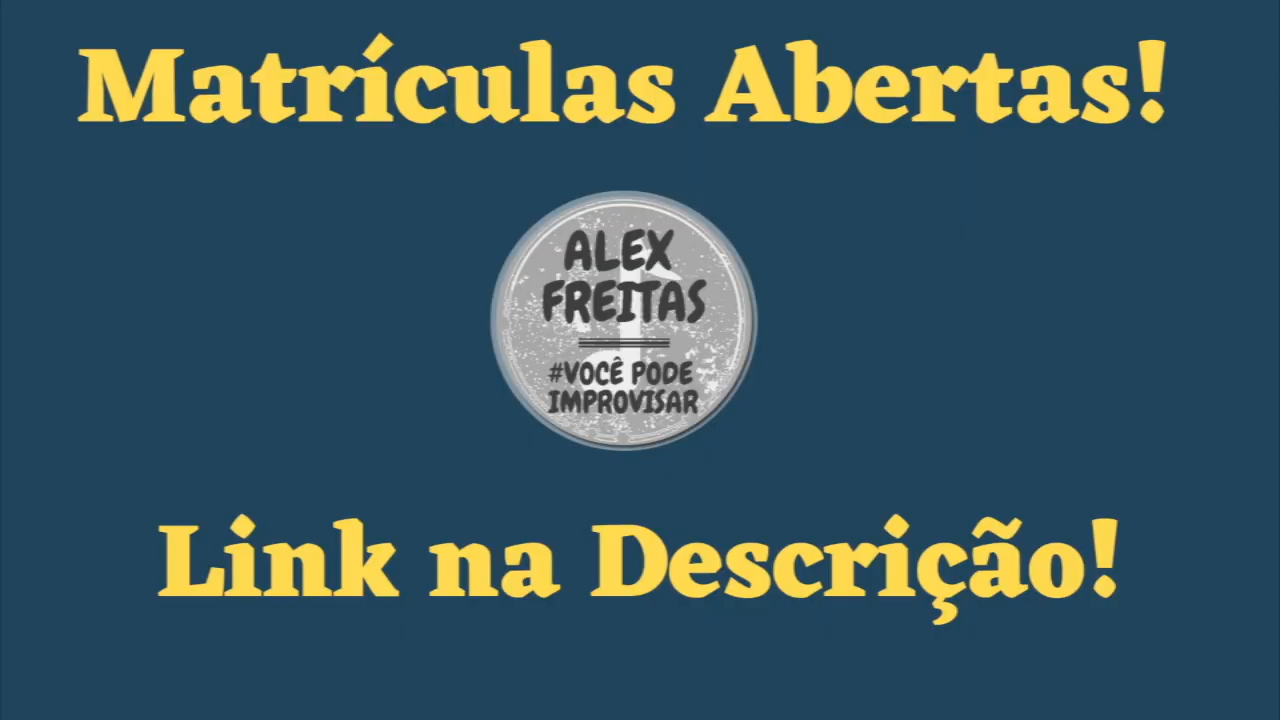 Matrículas Abertas!
ALEX
FREITAS
#VOCÊ PODE
IMPROVISAR
Link na Descrição!